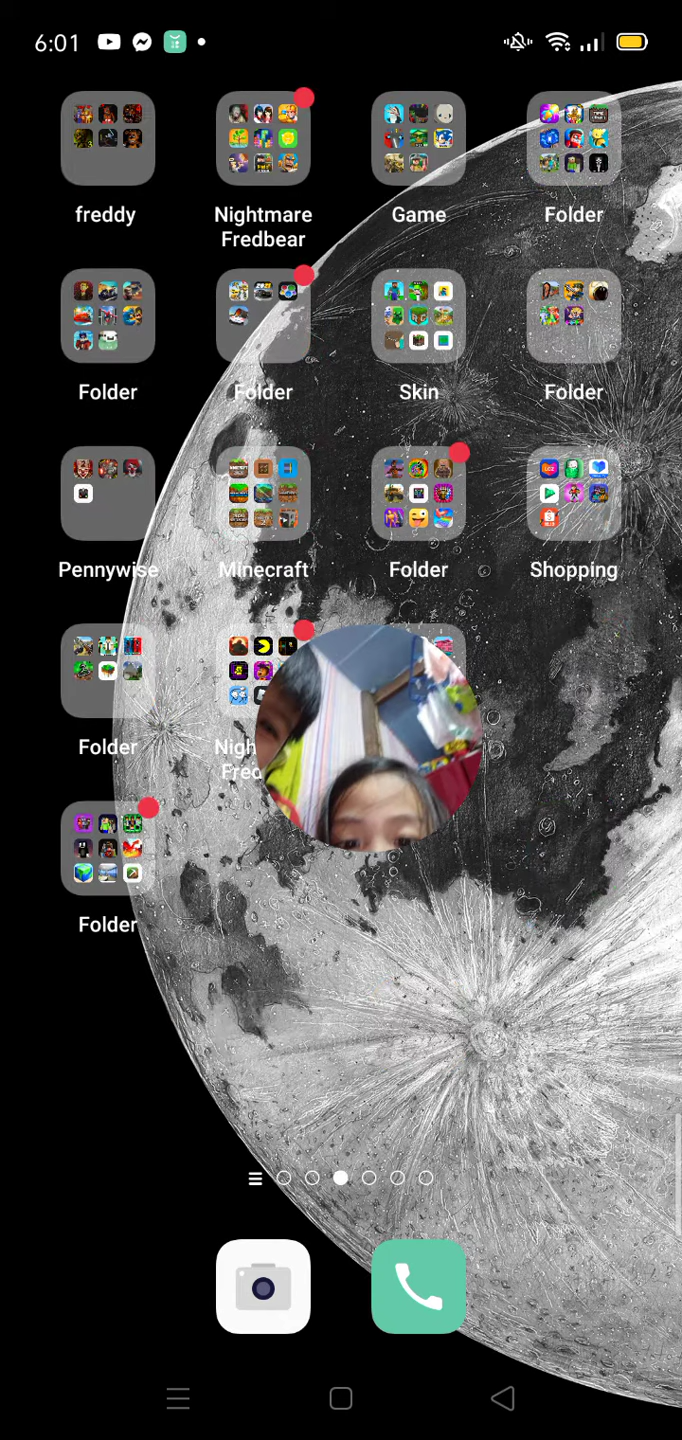 6:01
freddy
Nightmare
Fredbear
Game
Folder
Folder
Folder
Skin
Folder
Pennywise
Minecraft
Folder
Shopping
Folder
Folder